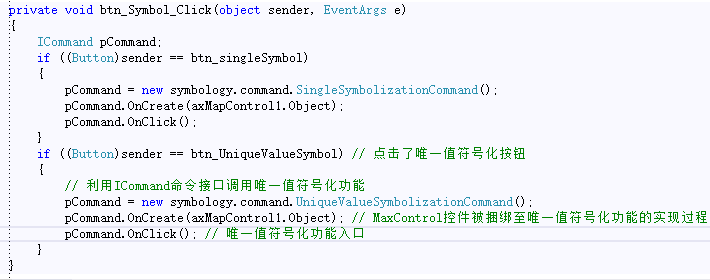 private void btn_Symbol_Click(object sender, EventArgs e)
{
ICommand pCommand;
if ((Button)sender == btn_singleSymbol)
{
pCommand = new symbology.command.SingleSymbolizationCommand();
pCommand.OnCreate(axMapControl1.Object);
pCommand.OnClick();
}
if ((Button)sender == btn_UniqueValueSymbol) // 点击了唯一值符号化按钮
{
// 利用ICommand命令接口调用唯一值符号化功能
pCommand = new symbology.command.UniqueValueSymbolizationCommand();
pCommand.OnCreate(axMapControl1.Object); // MaxControl控件被捆绑至唯一值符号化功能的实现过程
pCommand.OnClick(); // 唯一值符号化功能入口
}
}